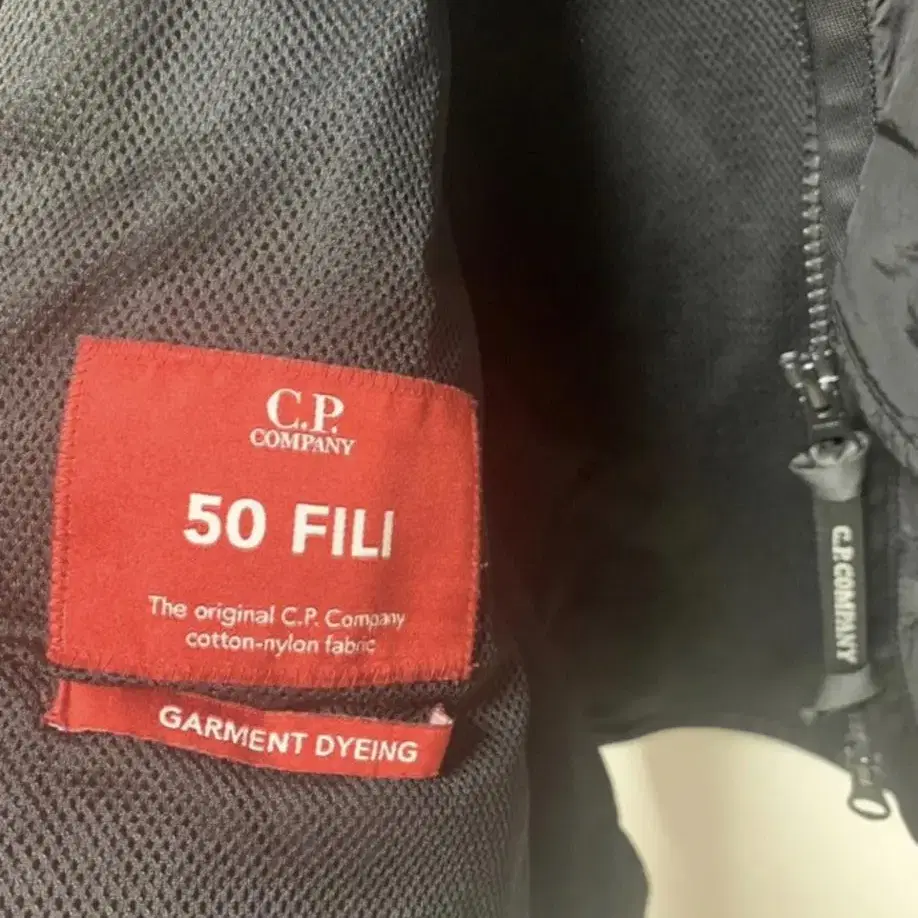 C.P.
COMPANY
50 FILI
The original C.P. Company
cotton-nylon fabric
GARMENT DYEING
C.P. COMPANY